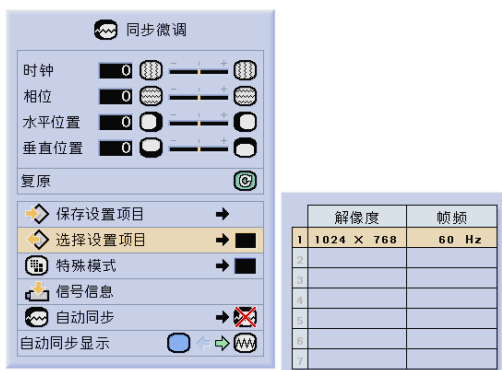 同步微调
时钟 0 - +
相位 0 - +
水平位置 0 - +
垂直位置 0 - +
复原
保存设置项目
选择设置项目
特殊模式
信号信息
自动同步
自动同步显示
解像度 帧频
1 1024 × 768 60 Hz
2
3
4
5
6
7